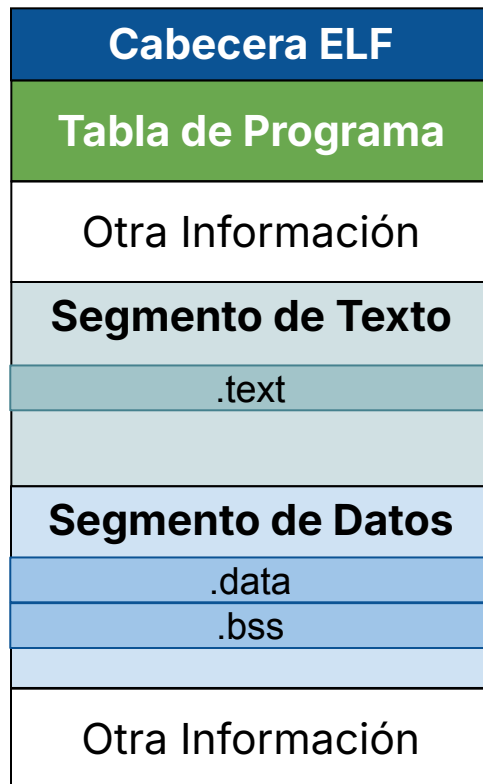 Cabecera ELF
Tabla de Programa
Otra Información
Segmento de Texto
.text
Segmento de Datos
.data
.bss
Otra Información